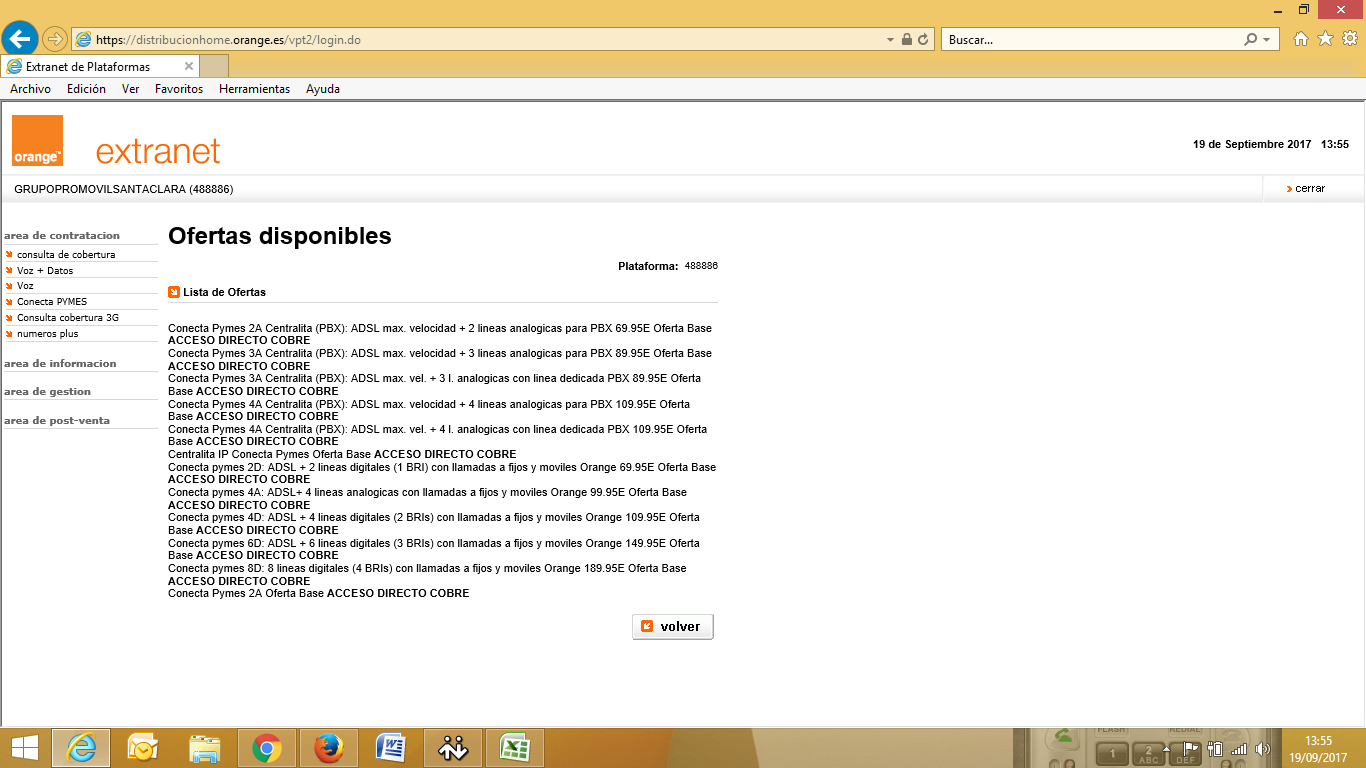 https://distribucionhome.orange.es/vpt2/login.do
Buscar...
Extranet de Plataformas
Archivo Edición Ver Favoritos Herramientas Ayuda
orange™
extranet
19 de Septiembre 2017 13:55
GRUPOPROMOVILSANTACLARA (488886)
cerrar
area de contratacion
consulta de cobertura
Voz + Datos
Voz
Conecta PYMES
Consulta cobertura 3G
numeros plus
area de informacion
area de gestion
area de post-venta
Ofertas disponibles
Plataforma: 488886
Lista de Ofertas
Conecta Pymes 2A Centralita (PBX): ADSL max. velocidad + 2 lineas analogicas para PBX 69.95E Oferta Base
ACCESO DIRECTO COBRE
Conecta Pymes 3A Centralita (PBX): ADSL max. velocidad + 3 lineas analogicas para PBX 89.95E Oferta Base
ACCESO DIRECTO COBRE
Conecta Pymes 3A Centralita (PBX): ADSL max. vel. + 3 l. analogicas con linea dedicada PBX 89.95E Oferta
Base ACCESO DIRECTO COBRE
Conecta Pymes 4A Centralita (PBX): ADSL max. velocidad + 4 lineas analogicas para PBX 109.95E Oferta
Base ACCESO DIRECTO COBRE
Conecta Pymes 4A Centralita (PBX): ADSL max. vel. + 4 l. analogicas con linea dedicada PBX 109.95E Oferta
Base ACCESO DIRECTO COBRE
Centralita IP Conecta Pymes Oferta Base ACCESO DIRECTO COBRE
Conecta pymes 2D: ADSL + 2 lineas digitales (1 BRI) con llamadas a fijos y moviles Orange 69.95E Oferta Base
ACCESO DIRECTO COBRE
Conecta pymes 4A: ADSL+ 4 lineas analogicas con llamadas a fijos y moviles Orange 99.95E Oferta Base
ACCESO DIRECTO COBRE
Conecta pymes 4D: ADSL + 4 lineas digitales (2 BRIs) con llamadas a fijos y moviles Orange 109.95E Oferta
Base ACCESO DIRECTO COBRE
Conecta pymes 6D: ADSL + 6 lineas digitales (3 BRIs) con llamadas a fijos y moviles Orange 149.95E Oferta
Base ACCESO DIRECTO COBRE
Conecta pymes 8D: 8 lineas digitales (4 BRIs) con llamadas a fijos y moviles Orange 189.95E Oferta Base
ACCESO DIRECTO COBRE
Conecta Pymes 2A Oferta Base ACCESO DIRECTO COBRE
volver
FLASH
REDIAL
1
2
ABC
DEF
13:55
19/09/2017